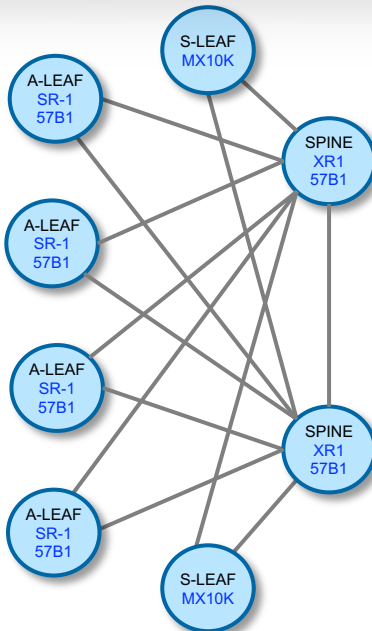 S-LEAF
MX10K
A-LEAF
SR-1
57B1
SPINE
XR1
57B1
A-LEAF
SR-1
57B1
A-LEAF
SR-1
57B1
SPINE
XR1
57B1
A-LEAF
SR-1
57B1
S-LEAF
MX10K